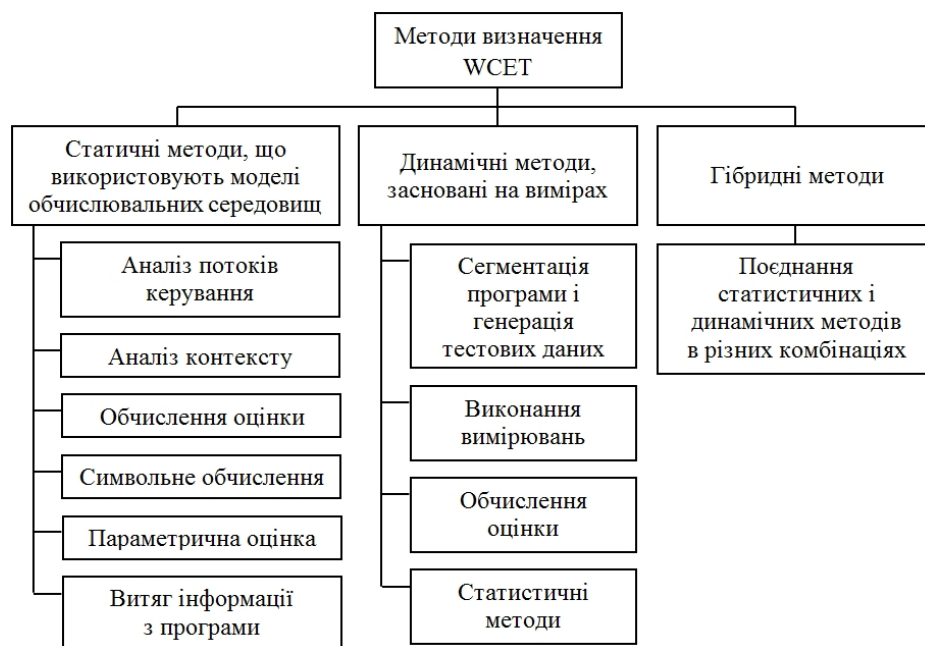 Методи визначення
WCET
Статичні методи, що
використовують моделі
обчислювальних середовищ
Аналіз потоків
керування
Аналіз контексту
Обчислення оцінки
Символьне обчислення
Параметрична оцінка
Витяг інформації
з програми
Динамічні методи,
засновані на вимірах
Сегментація
програми і
генерація
тестових даних
Виконання
вимірювань
Обчислення
оцінки
Статистичні
методи
Гібридні методи
Поєднання
статистичних і
динамічних методів
в різних комбінаціях